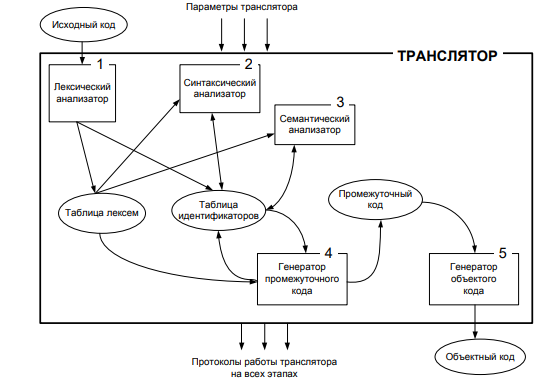 Параметры транслятора
Исходный код
ТРАНСЛЯТОР
1
Лексический
анализатор
2
Синтаксический
анализатор
3
Семантический
анализатор
Таблица лексем
Таблица
идентификаторов
Промежуточный
код
4
Генератор
промежуточного
кода
5
Генератор
объектого
кода
Протоколы работы транслятора
на всех этапах
Объектный код